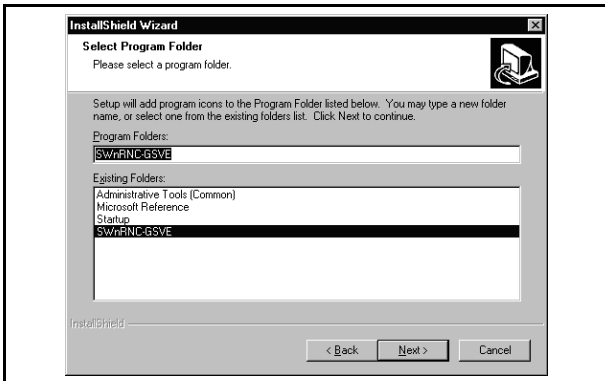 InstallShield Wizard
Select Program Folder
Please select a program folder.
Setup will add program icons to the Program Folder listed below. You may type a new folder
name, or select one from the existing folders list. Click Next to continue.
Program Folders:
SWnRNC-GSVE
Existing Folders:
Administrative Tools (Common)
Microsoft Reference
Startup
SWnRNC-GSVE
InstallShield
< Back Next > Cancel